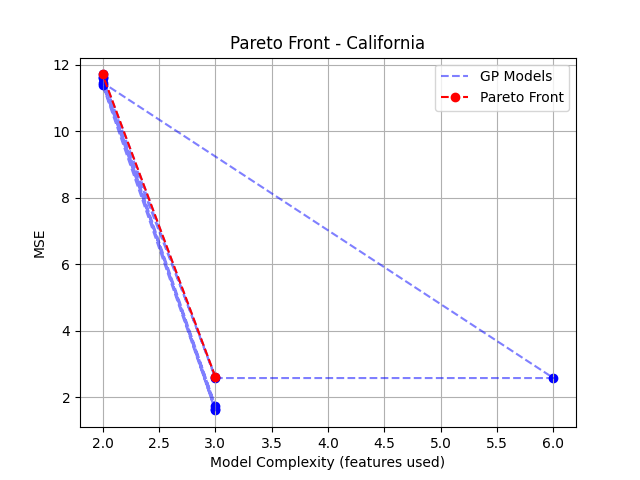 Pareto Front - California
GP Models
Pareto Front
MSE
12
10
8
6
4
2
2.0 2.5 3.0 3.5 4.0 4.5 5.0 5.5 6.0
Model Complexity (features used)